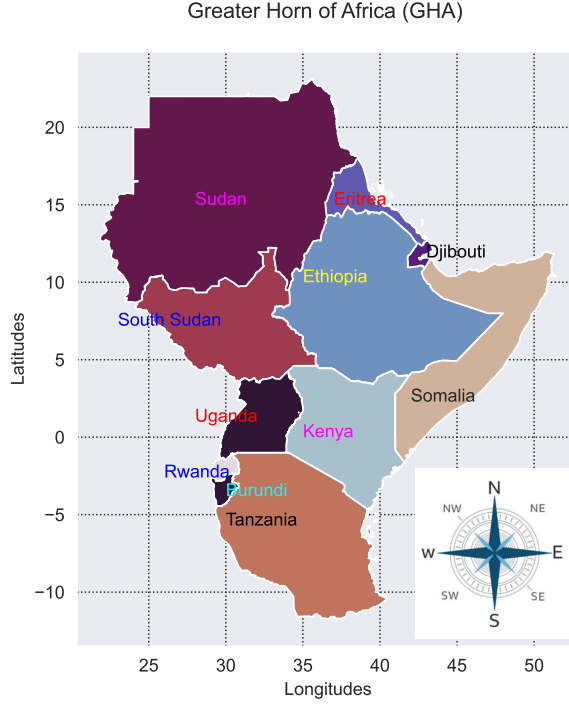 Greater Horn of Africa (GHA)
20
15
10
5
0
−5
−10
Latitudes
Sudan
Eritrea
Djibouti
Ethiopia
South Sudan
Somalia
Uganda
Kenya
Rwanda
Burundi
Tanzania
N
NW
NE
W
E
SW
SE
S
25
30
35
40
45
50
Longitudes